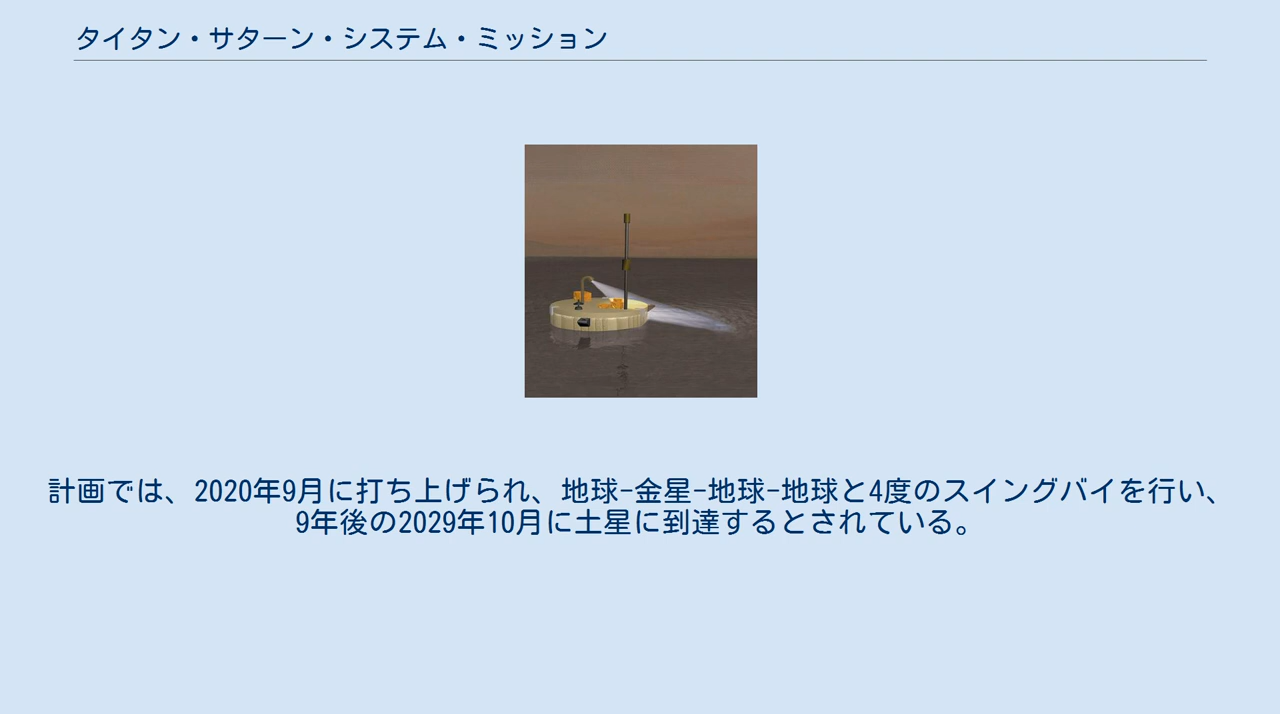 タイタン・サターン・システム・ミッション
計画では、2020年9月に打ち上げられ、地球-金星-地球-地球と4度のスイングバイを行い、
9年後の2029年10月に土星に到達するとされている。